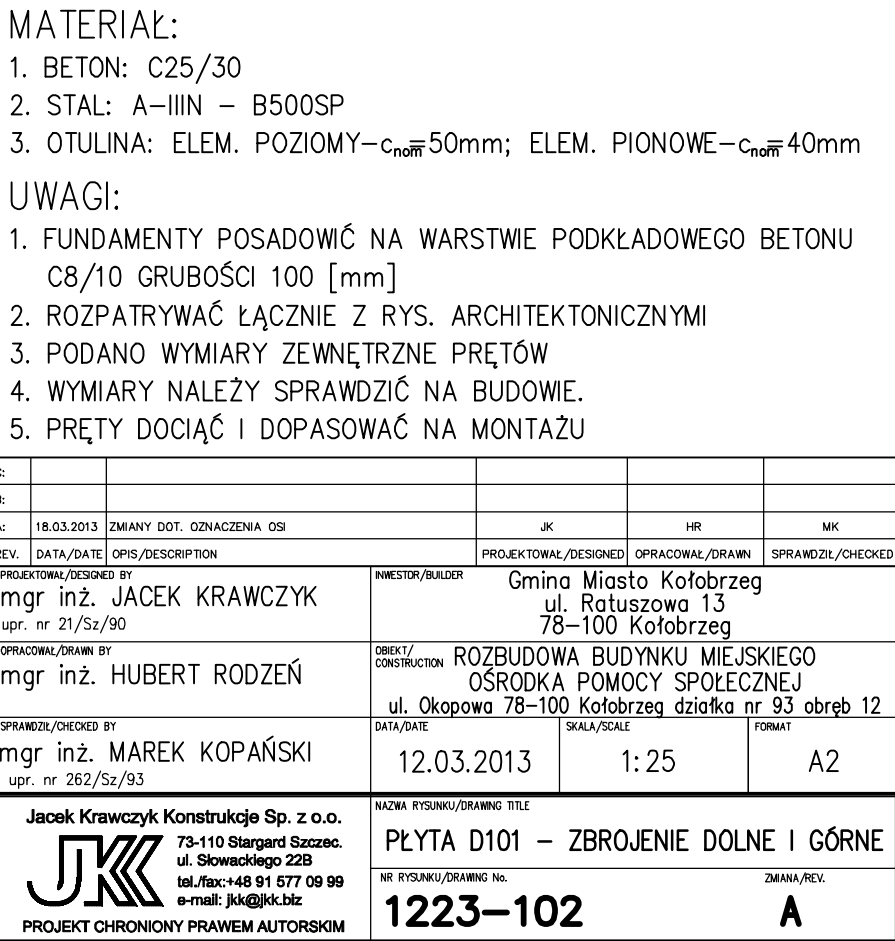 MATERIAŁ:
1. BETON: C25/30
2. STAL: A-IIIN - B500SP
3. OTULINA: ELEM. POZIOMY-cnom=50mm; ELEM. PIONOWE-cnom=40mm
UWAGI:
1. FUNDAMENTY POSADOWIĆ NA WARSTWIE PODKŁADOWEGO BETONU
C8/10 GRUBOŚCI 100 [mm]
2. ROZPATRYWAĆ ŁĄCZNIE Z RYS. ARCHITEKTONICZNYMI
3. PODANO WYMIARY ZEWNĘTRZNE PRĘTÓW
4. WYMIARY NALEŻY SPRAWDZIĆ NA BUDOWIE.
5. PRĘTY DOCIĄĆ I DOPASOWAĆ NA MONTAŻU
18.03.2013 ZMIANY DOT. OZNACZENIA OSI JK HR MK
EV. DATA/DATE OPIS/DESCRIPTION PROJEKTOWAŁ/DESIGNED OPRACOWAŁ/DRAWN SPRAWDZIŁ/CHECKED
PROJEKTOWAŁ/DESIGNED BY
mgr inż. JACEK KRAWCZYK
upr. nr 21/Sz/90
INWESTOR/BUILDER
Gmina Miasto Kołobrzeg
ul. Ratuszowa 13
78-100 Kołobrzeg
OPRACOWAŁ/DRAWN BY
mgr inż. HUBERT RODZEŃ
OBIEKT/
CONSTRUCTION
ROZBUDOWA BUDYNKU MIEJSKIEGO
OŚRODKA POMOCY SPOŁECZNEJ
ul. Okopowa 78-100 Kołobrzeg działka nr 93 obręb 12
SPRAWDZIŁ/CHECKED BY
mgr inż. MAREK KOPAŃSKI
upr. nr 262/Sz/93
DATA/DATE SKALA/SCALE FORMAT
12.03.2013 1:25 A2
Jacek Krawczyk Konstrukcje Sp. z o.o.
JKK
73-110 Stargard Szczec.
ul. Słowackiego 22B
tel./fax:+48 91 577 09 99
e-mail: jkk@jkk.biz
PROJEKT CHRONIONY PRAWEM AUTORSKIM
NAZWA RYSUNKU/DRAWING TITLE
PŁYTA D101 - ZBROJENIE DOLNE I GÓRNE
NR RYSUNKU/DRAWING No. ZMIANA/REV.
1223-102 A